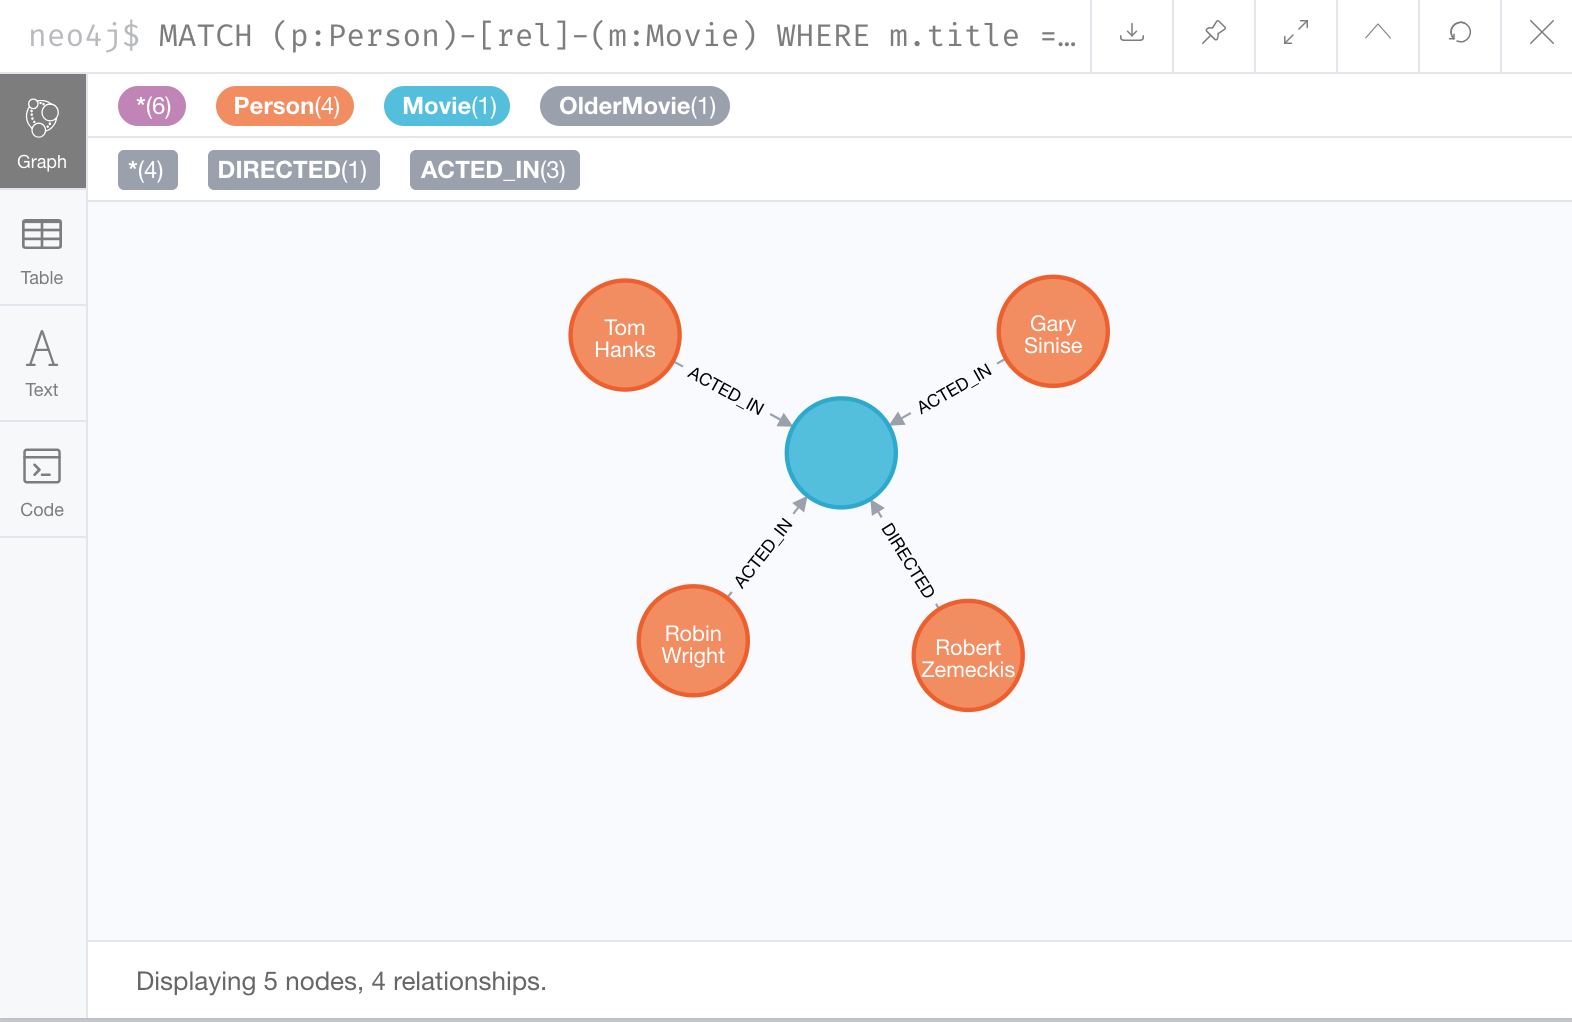 neo4j$ MATCH (p:Person)-[rel]-(m:Movie) WHERE m.title =…
*(6) Person(4) Movie(1) OlderMovie(1)
*(4) DIRECTED(1) ACTED_IN(3)
Graph
Table
Text
Code
Tom
Hanks
Gary
Sinise
ACTED_IN
ACTED_IN
ACTED_IN
DIRECTED
Robin
Wright
Robert
Zemeckis
Displaying 5 nodes, 4 relationships.